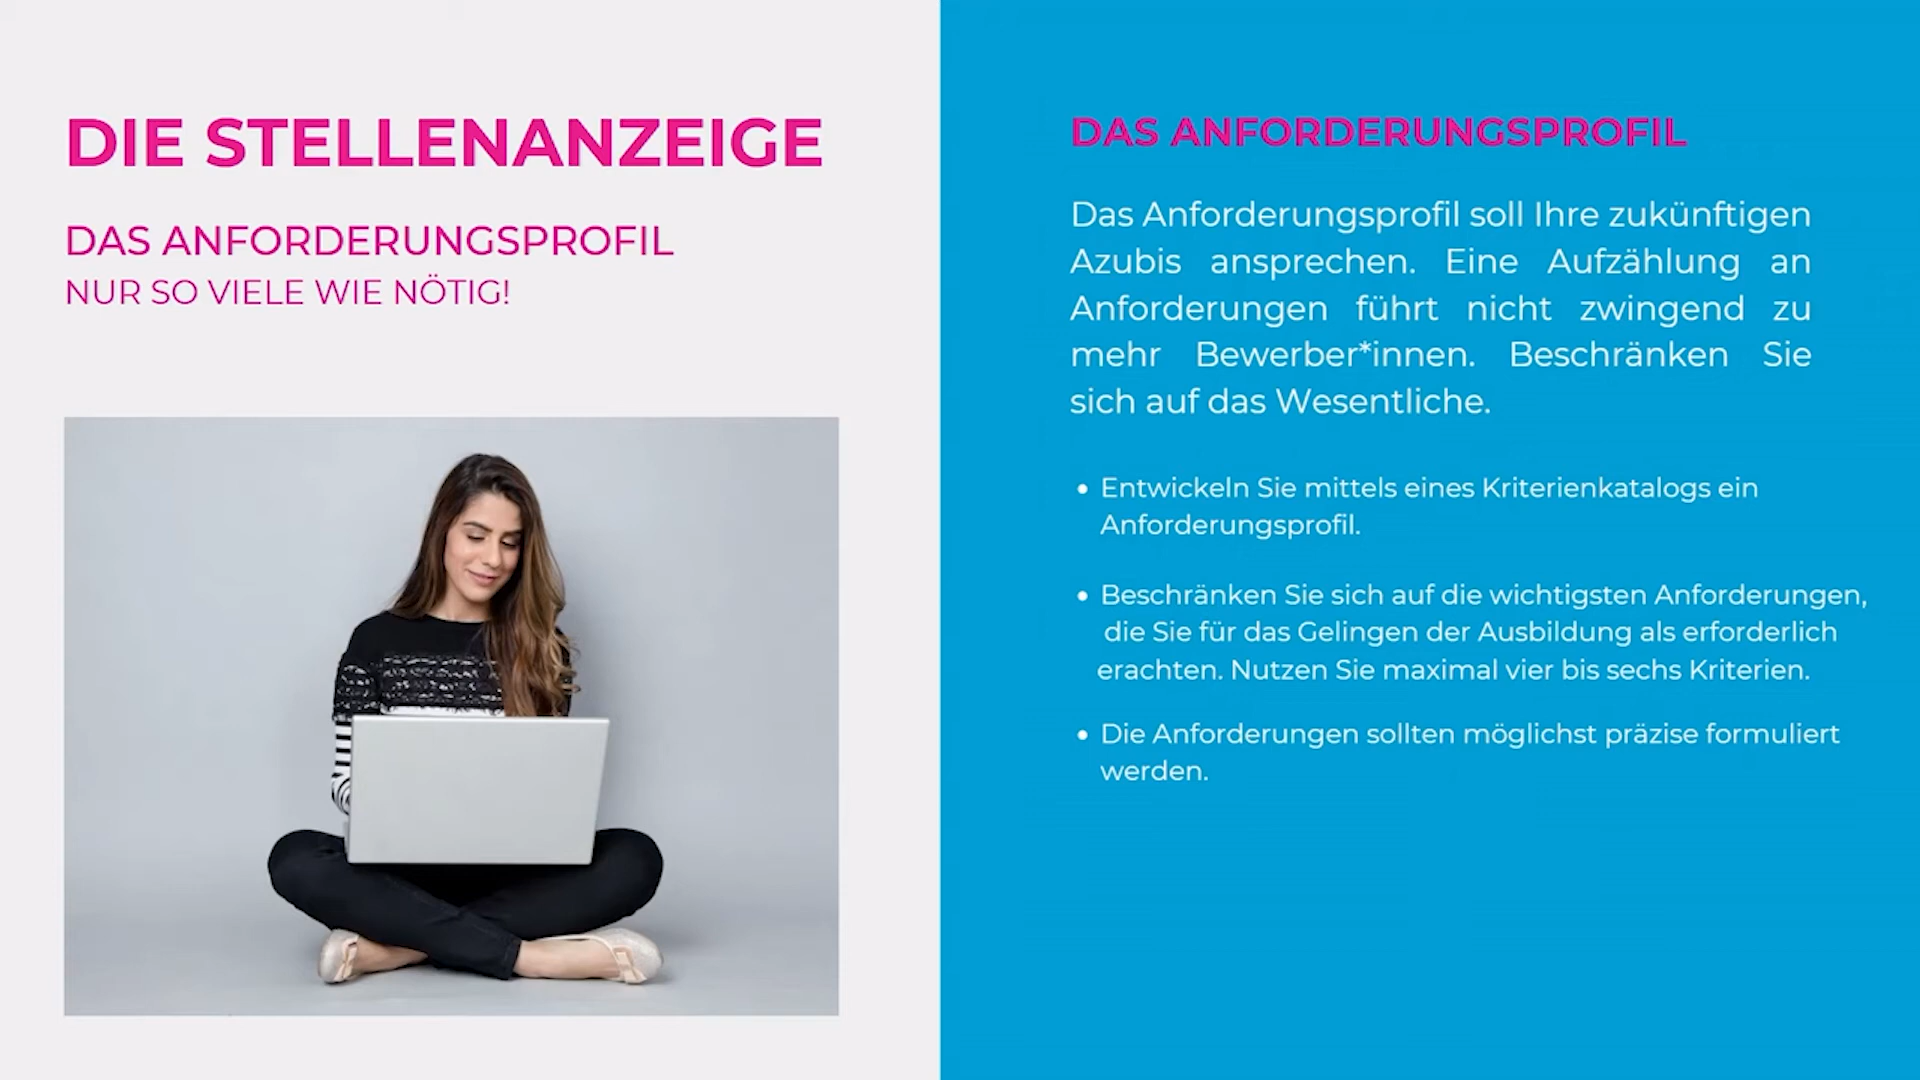 DIE STELLENANZEIGE
DAS ANFORDERUNGSPROFIL
NUR SO VIELE WIE NÖTIG!
DAS ANFORDERUNGSPROFIL
Das Anforderungsprofil soll Ihre zukünftigen
Azubis ansprechen. Eine Aufzählung an
Anforderungen führt nicht zwingend zu
mehr Bewerber*innen. Beschränken Sie
sich auf das Wesentliche.
• Entwickeln Sie mittels eines Kriterienkatalogs ein
Anforderungsprofil.
• Beschränken Sie sich auf die wichtigsten Anforderungen,
die Sie für das Gelingen der Ausbildung als erforderlich
erachten. Nutzen Sie maximal vier bis sechs Kriterien.
• Die Anforderungen sollten möglichst präzise formuliert
werden.